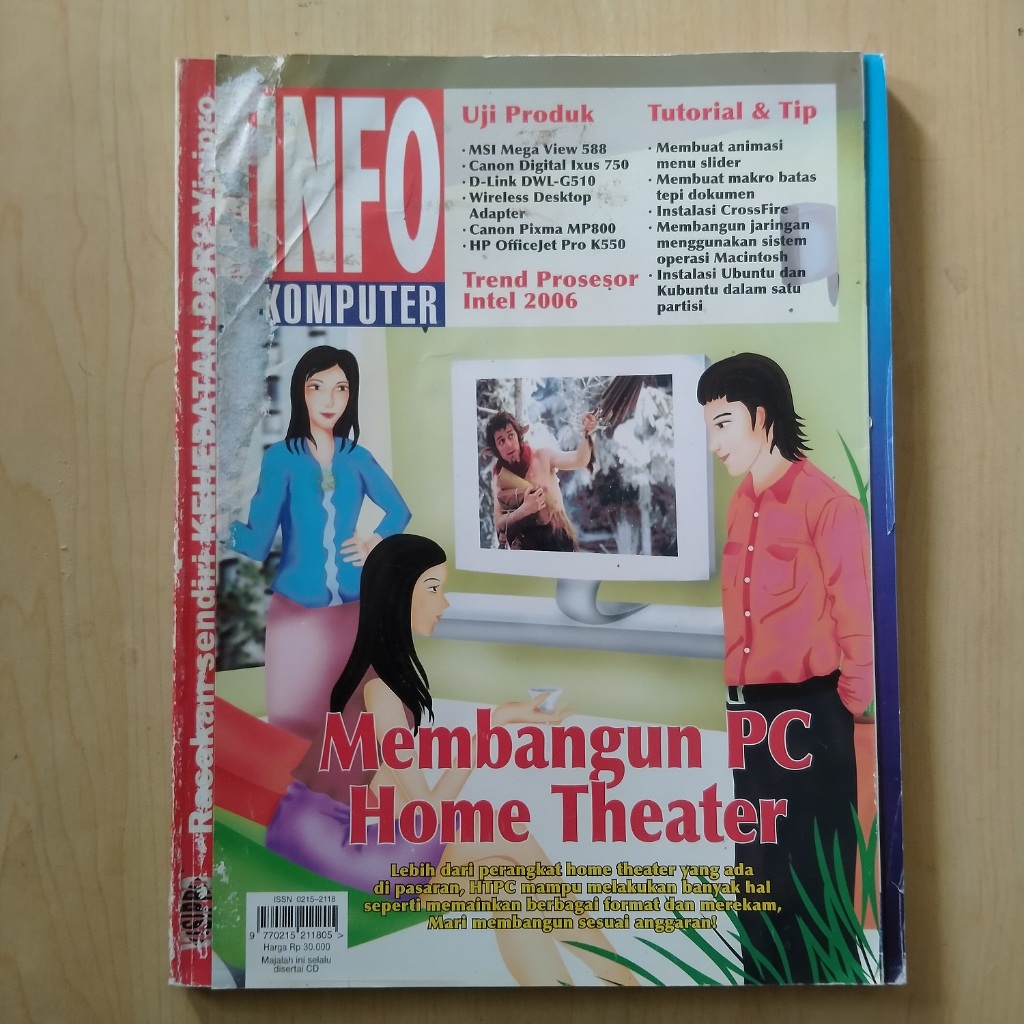 INFO
KOMPUTER
Uji Produk
· MSI Mega View 588
· Canon Digital Ixus 750
· D-Link DWL-G510
· Wireless Desktop
Adapter
· Canon Pixma MP800
· HP OfficeJet Pro K550
Trend Prosesor
Intel 2006
Tutorial & Tip
· Membuat animasi
menu slider
· Membuat makro batas
tepi dokumen
· Instalasi CrossFire
· Membangun jaringan
menggunakan sistem
operasi Macintosh
· Instalasi Ubuntu dan
Kubuntu dalam satu
partisi
Rasakan sendiri KEHEBATAN DDR2 Visipro
VISIPRO
Membangun PC
Home Theater
Lebih dari perangkat home theater yang ada
di pasaran, HTPC mampu melakukan banyak hal
seperti memainkan berbagai format dan merekam,
Mari membangun sesuai anggaran!
ISSN 0215-2118
9 770215 211805 >
Harga Rp 30.000
Majalah ini selalu
disertai CD